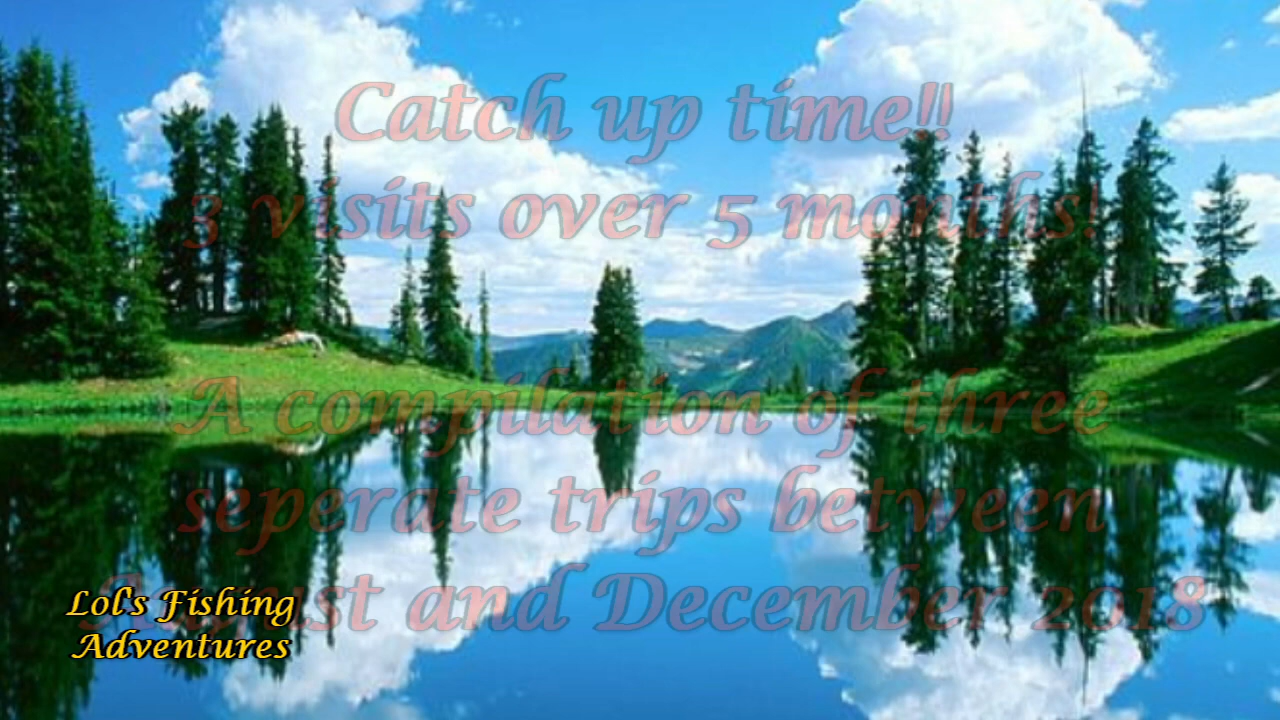 Catch up time!!
3 visits over 5 months!
A compilation of three
seperate trips between
August and December 2018
Lol's Fishing
Adventures